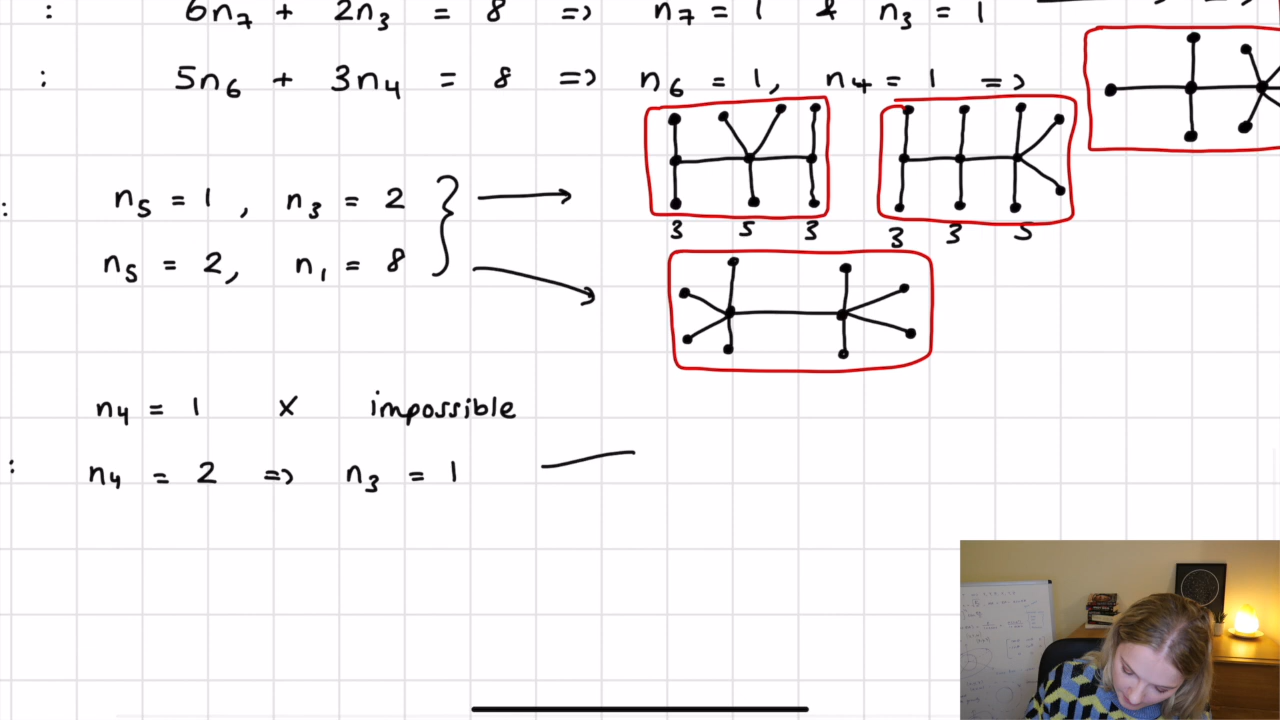 : 6n₇ + 2n₃ = 8 => n₇ = 1 & n₃ = 1
: 5n₆ + 3n₄ = 8 => n₆ = 1, n₄ = 1 =>
: n₅ = 1 , n₃ = 2
3 5 3 3 3 5
n₅ = 2, n₁ = 8
n₄ = 1 × impossible
: n₄ = 2 => n₃ = 1